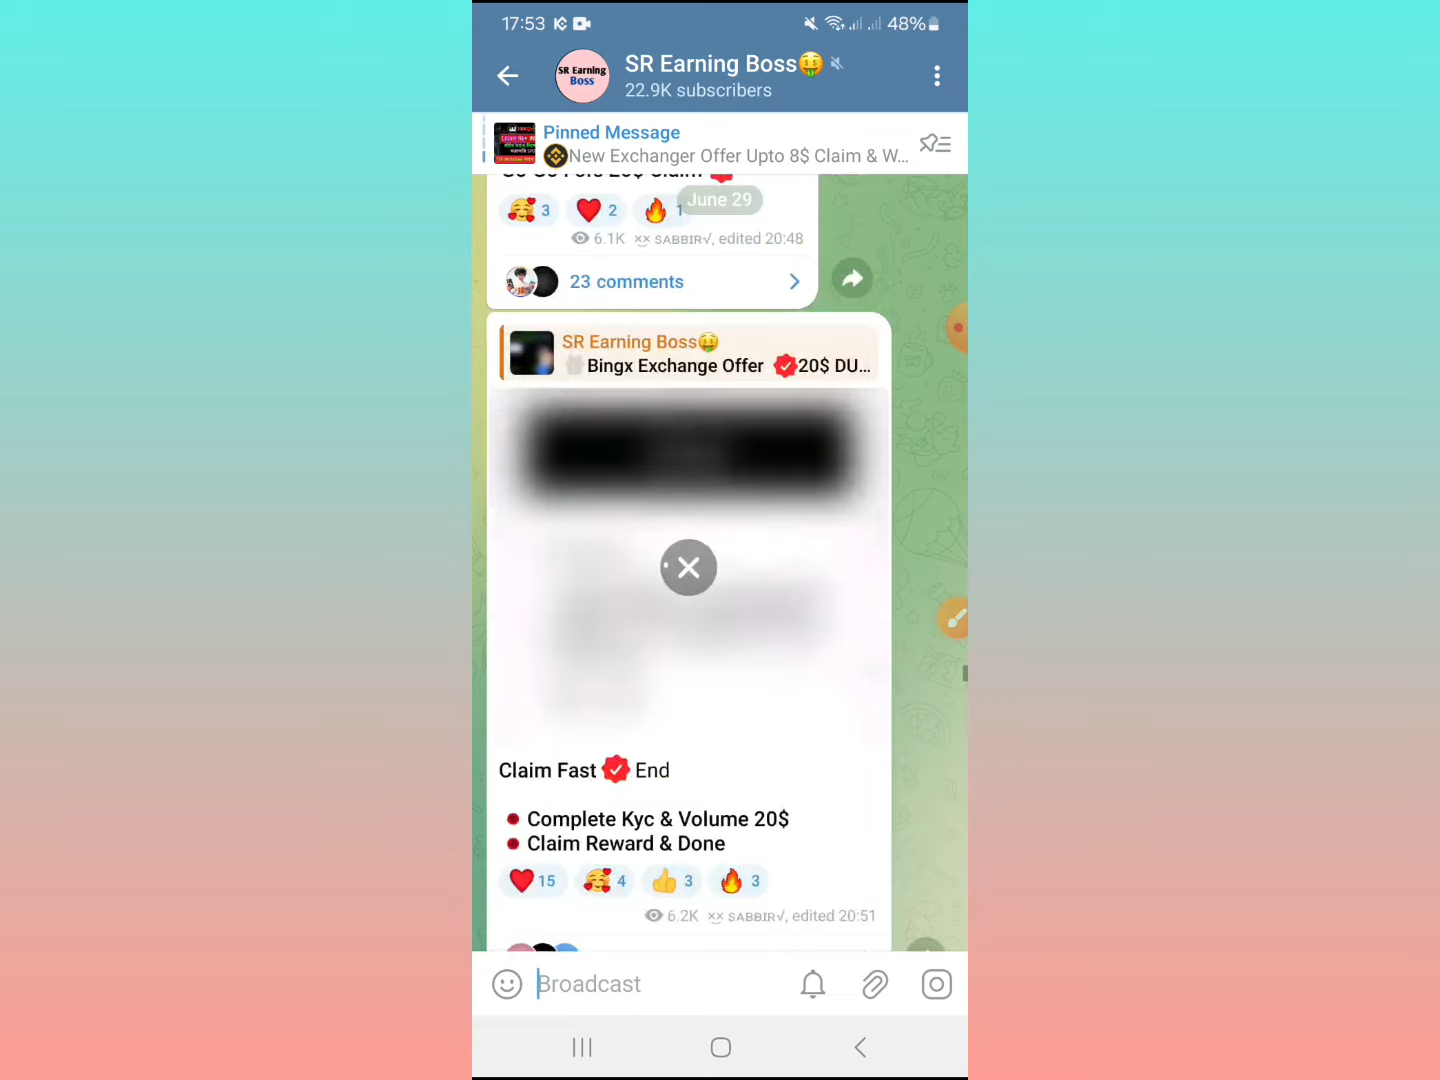 17:53
48%
SR Earning Boss
SR Earning Boss🤑
22.9K subscribers
Pinned Message
New Exchanger Offer Upto 8$ Claim & W...
June 29
3 2 1
6.1K ×͜× ꜱᴀʙʙɪʀ√, edited 20:48
23 comments
SR Earning Boss🤑
Bingx Exchange Offer 20$ DU...
Claim Fast End
Complete Kyc & Volume 20$
Claim Reward & Done
15 4 3 3
6.2K ×͜× ꜱᴀʙʙɪʀ√, edited 20:51
Broadcast